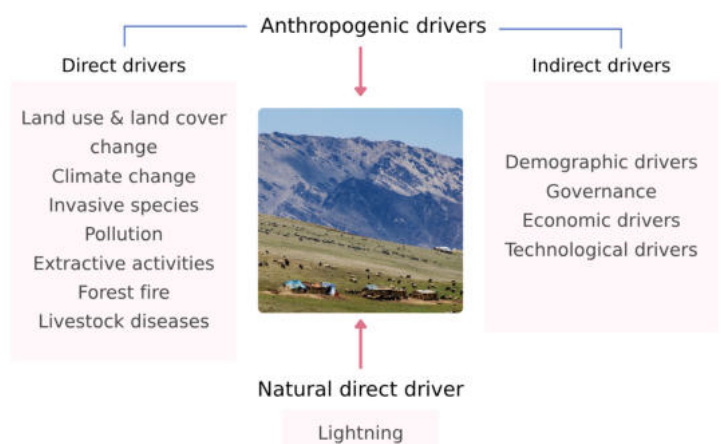 Anthropogenic drivers
Direct drivers
Land use & land cover
change
Climate change
Invasive species
Pollution
Extractive activities
Forest fire
Livestock diseases
Indirect drivers
Demographic drivers
Governance
Economic drivers
Technological drivers
Natural direct driver
Lightning